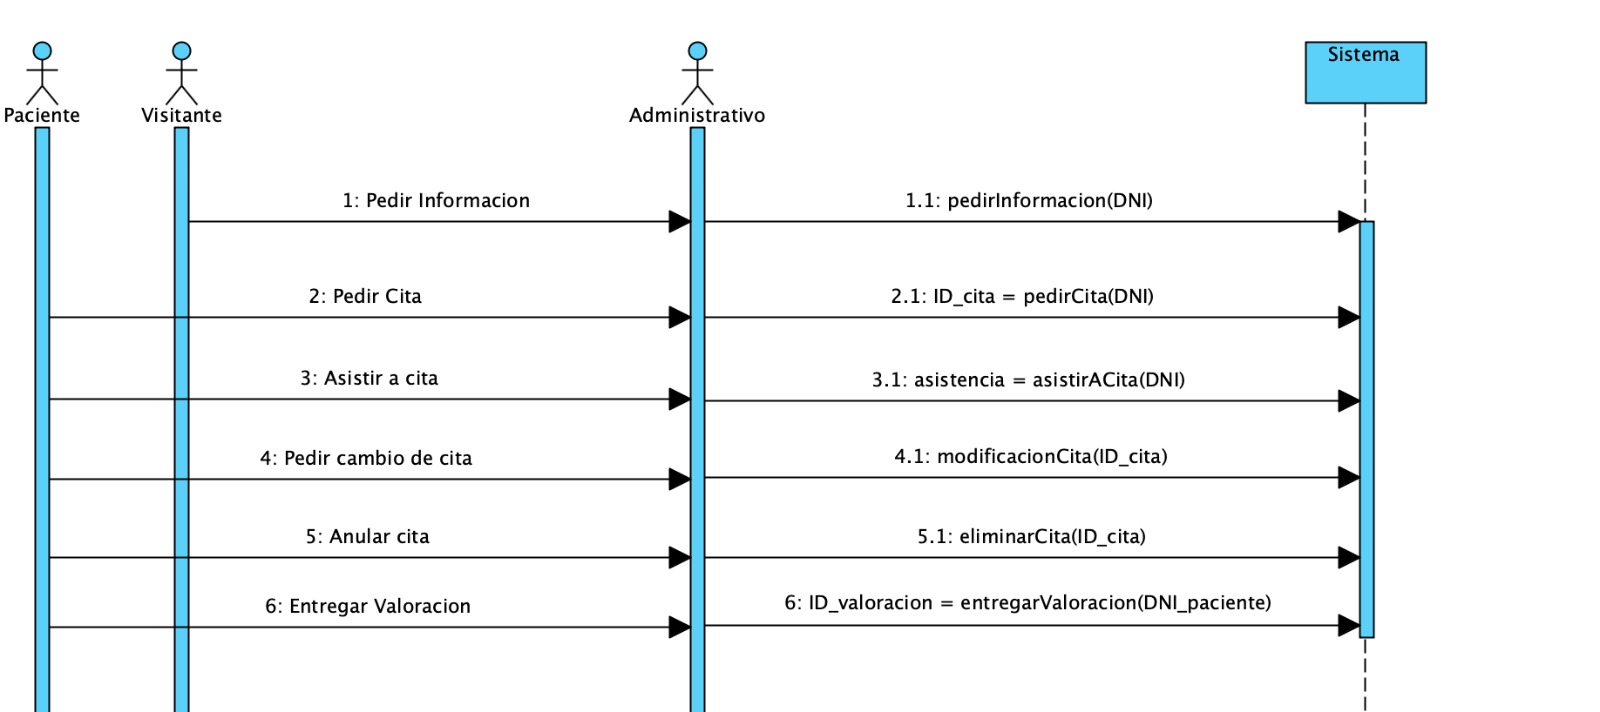 Sistema
Paciente
Visitante
Administrativo
1: Pedir Informacion
1.1: pedirInformacion(DNI)
2: Pedir Cita
2.1: ID_cita = pedirCita(DNI)
3: Asistir a cita
3.1: asistencia = asistirACita(DNI)
4: Pedir cambio de cita
4.1: modificacionCita(ID_cita)
5: Anular cita
5.1: eliminarCita(ID_cita)
6: Entregar Valoracion
6: ID_valoracion = entregarValoracion(DNI_paciente)